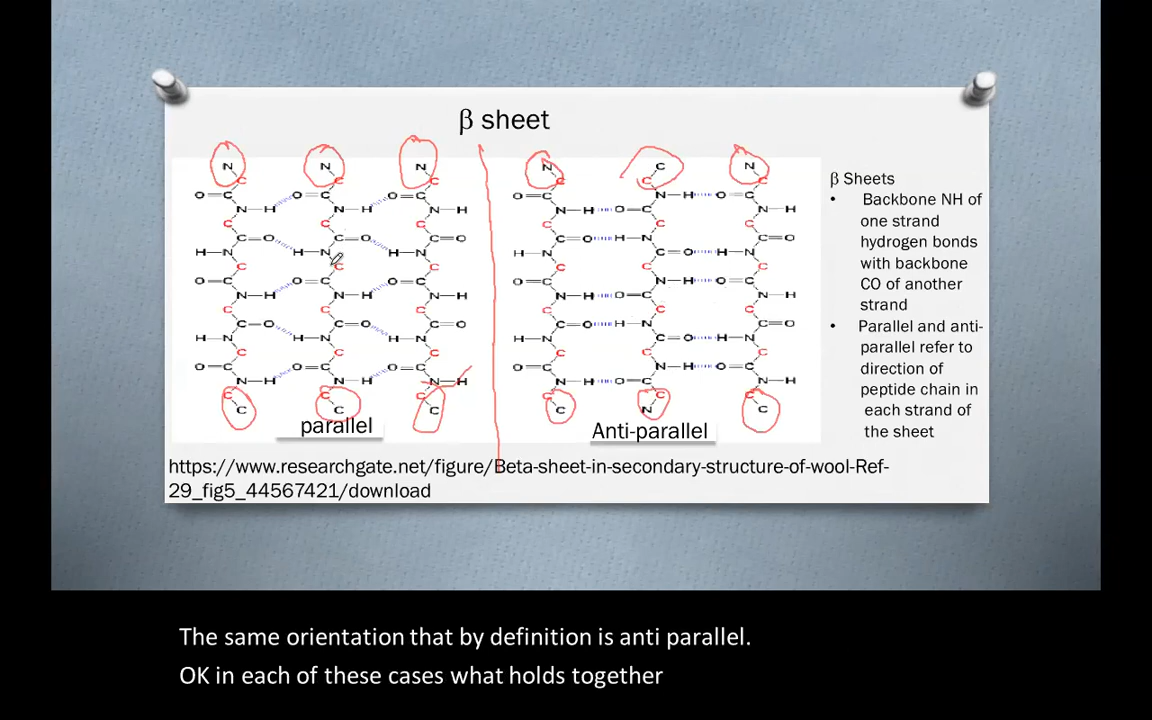 β sheet
N N N N C N
C C C C C C
O C O C O C O C N H O C
N H N H N H N H O C N H
C C C C C C
C O C O C O C O H N C O
H N H N H N H N C O H N
C C C C C C
O C O C O C O C N H O C
N H N H N H N H O C N H
C C C C C C
C O C O C O C O H N C O
H N H N H N H N C O H N
C C C C C C
O C O C O C O C N H O C
N H N H N H N H O C N H
C C C C C C
C C C C N C
parallel
Anti-parallel
β Sheets
• Backbone NH of
one strand
hydrogen bonds
with backbone
CO of another
strand
• Parallel and anti-
parallel refer to
direction of
peptide chain in
each strand of
the sheet
https://www.researchgate.net/figure/Beta-sheet-in-secondary-structure-of-wool-Ref-
29_fig5_44567421/download
The same orientation that by definition is anti parallel.
OK in each of these cases what holds together